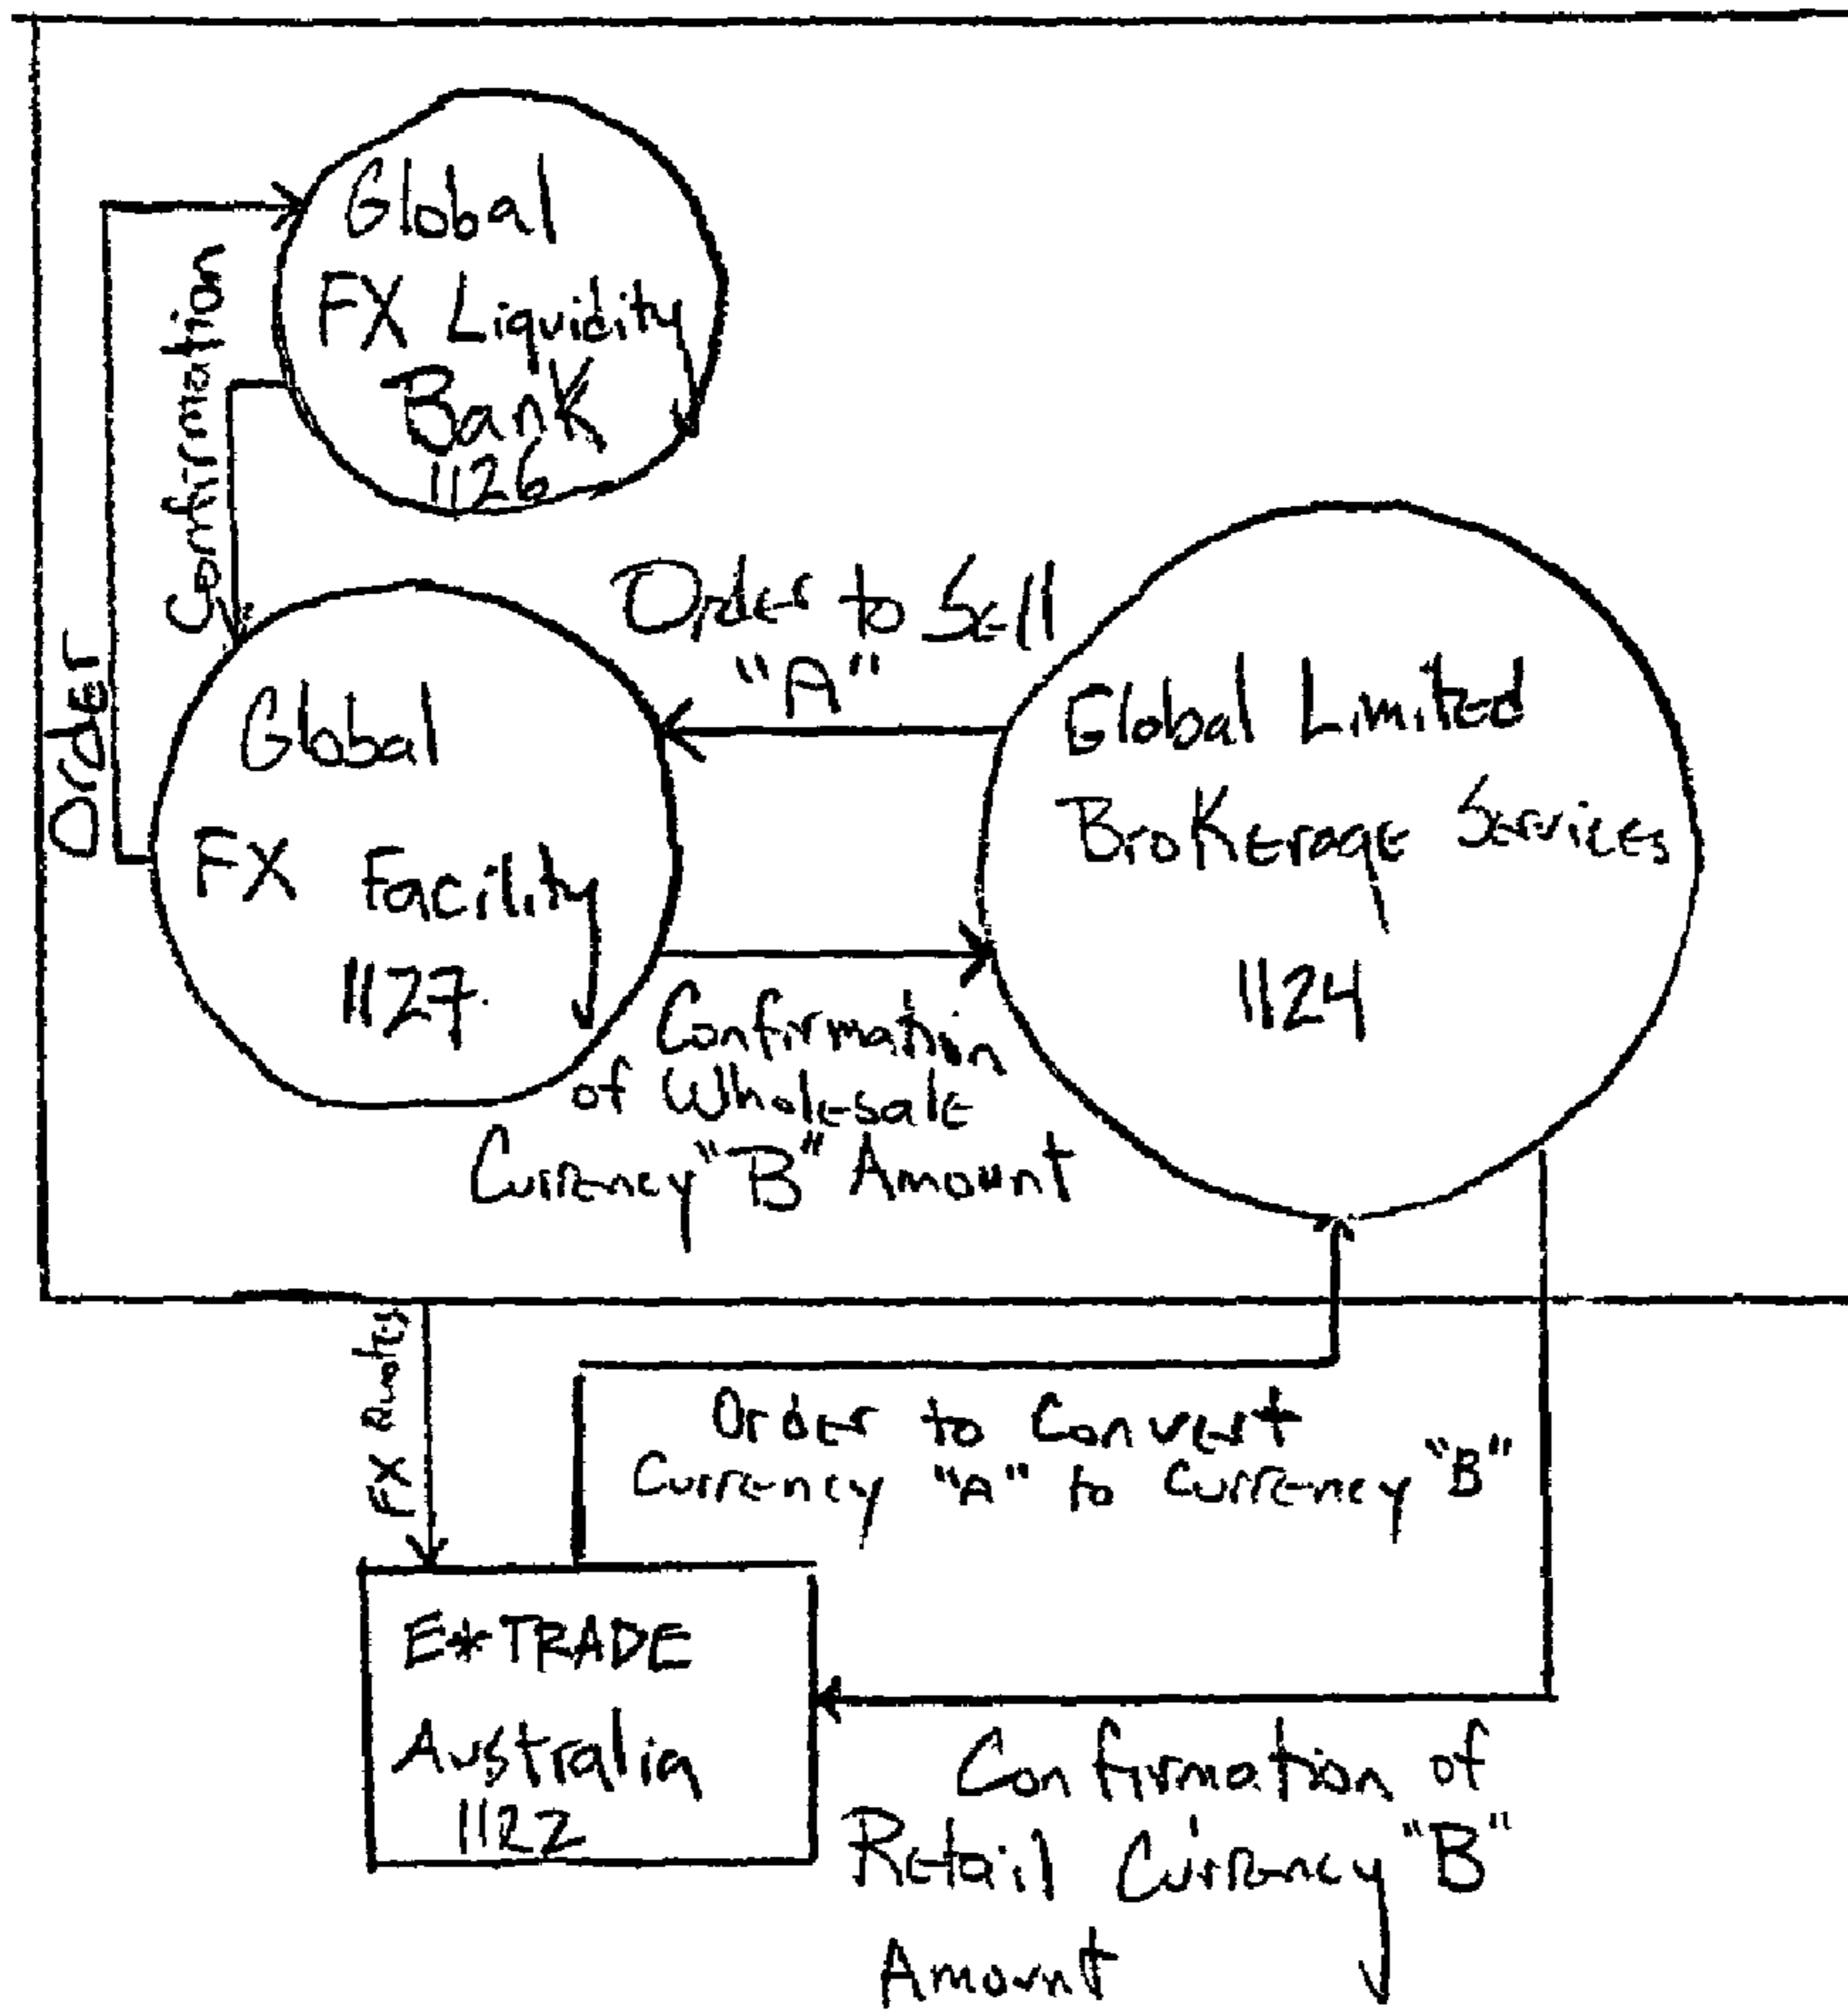 Global
FX Liquidity
Bank
1126
Confirmation
Order
Order to Sell
"A"
Global
FX Facility
1127
Global Limited
Brokerage Services
1124
Confirmation
of Wholesale
Currency "B" Amount
FX Quotes
Order to Convert
Currency "A" to Currency "B"
E*TRADE
Australia
1122
Confirmation of
Retail Currency "B"
Amount